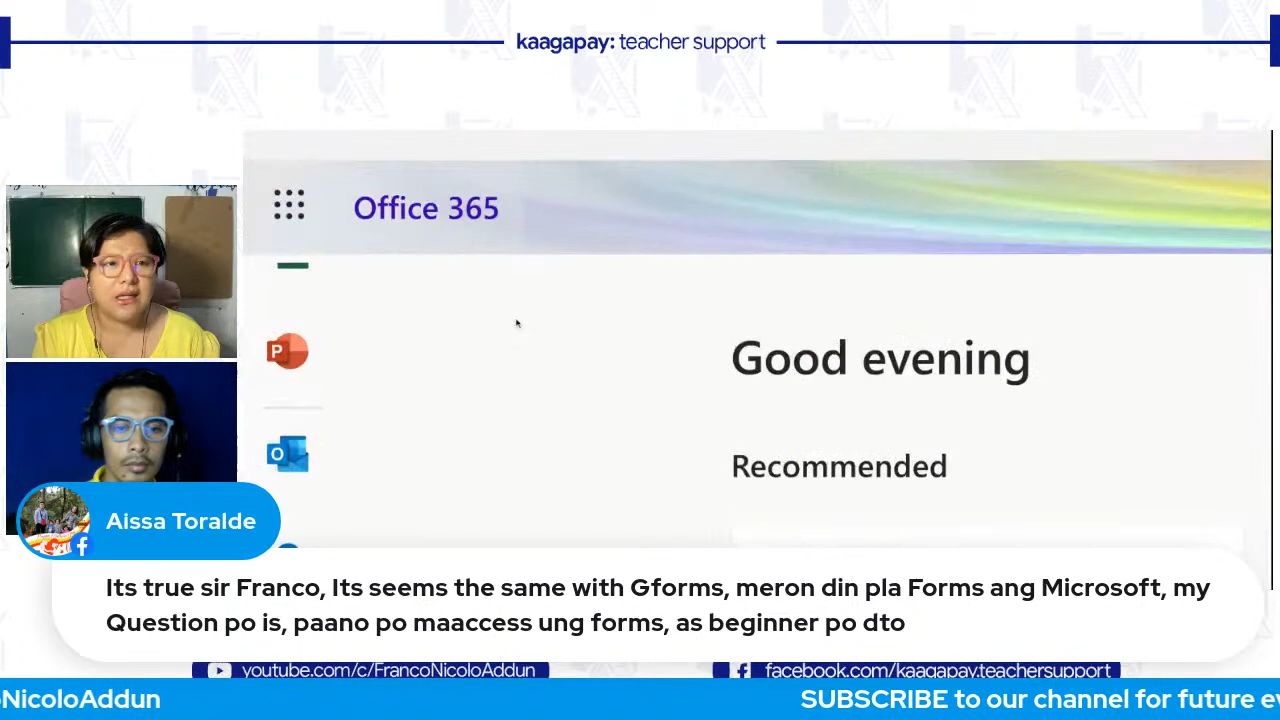 kaagapay: teacher support
Office 365
P
Good evening
O
Recommended
Aissa Toralde
Its true sir Franco, Its seems the same with Gforms, meron din pla Forms ang Microsoft, my
Question po is, paano po maaccess ung forms, as beginner po dto
youtube.com/c/FrancoNicoloAddun
facebook.com/kaagapay.teachersupport
oNicoloAddun
SUBSCRIBE to our channel for future ev